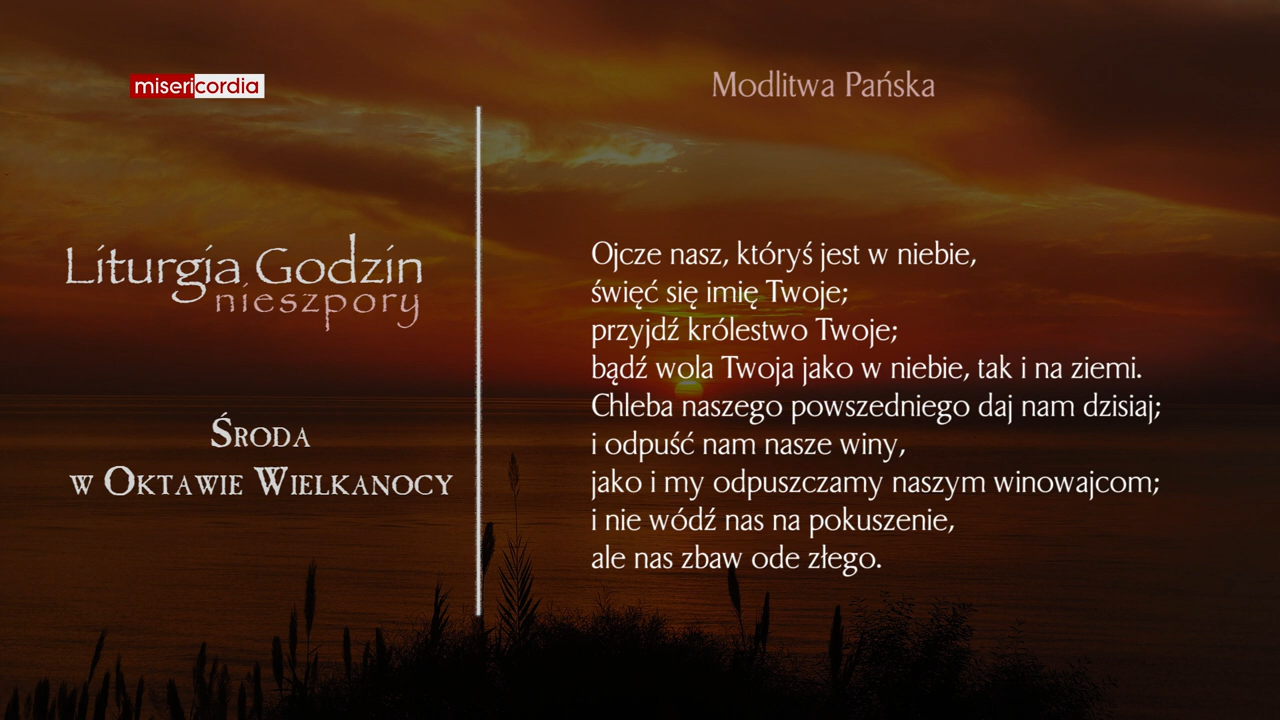 misericordia
Liturgia Godzin
nieszpory
Środa
w Oktawie Wielkanocy
Modlitwa Pańska
Ojcze nasz, któryś jest w niebie,
święć się imię Twoje;
przyjdź królestwo Twoje;
bądź wola Twoja jako w niebie, tak i na ziemi.
Chleba naszego powszedniego daj nam dzisiaj;
i odpuść nam nasze winy,
jako i my odpuszczamy naszym winowajcom;
i nie wódź nas na pokuszenie,
ale nas zbaw ode złego.